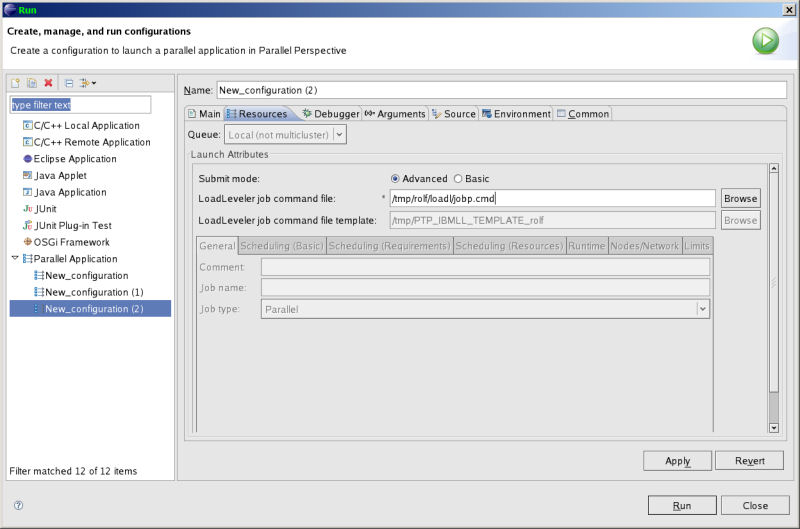 Run
Create, manage, and run configurations
Create a configuration to launch a parallel application in Parallel Perspective
type filter text
C/C++ Local Application
C/C++ Remote Application
Eclipse Application
Java Applet
Java Application
JUnit
JUnit Plug-in Test
OSGi Framework
Parallel Application
New_configuration
New_configuration (1)
New_configuration (2)
Filter matched 12 of 12 items
Name: New_configuration (2)
Main Resources Debugger Arguments Source Environment Common
Queue: Local (not multicluster)
Launch Attributes
Submit mode: Advanced Basic
LoadLeveler job command file: * /tmp/rolf/loadl/jobp.cmd Browse
LoadLeveler job command file template: /tmp/PTP_IBMLL_TEMPLATE_rolf Browse
General Scheduling (Basic) Scheduling (Requirements) Scheduling (Resources) Runtime Nodes/Network Limits
Comment:
Job name:
Job type: Parallel
Apply Revert
Run Close